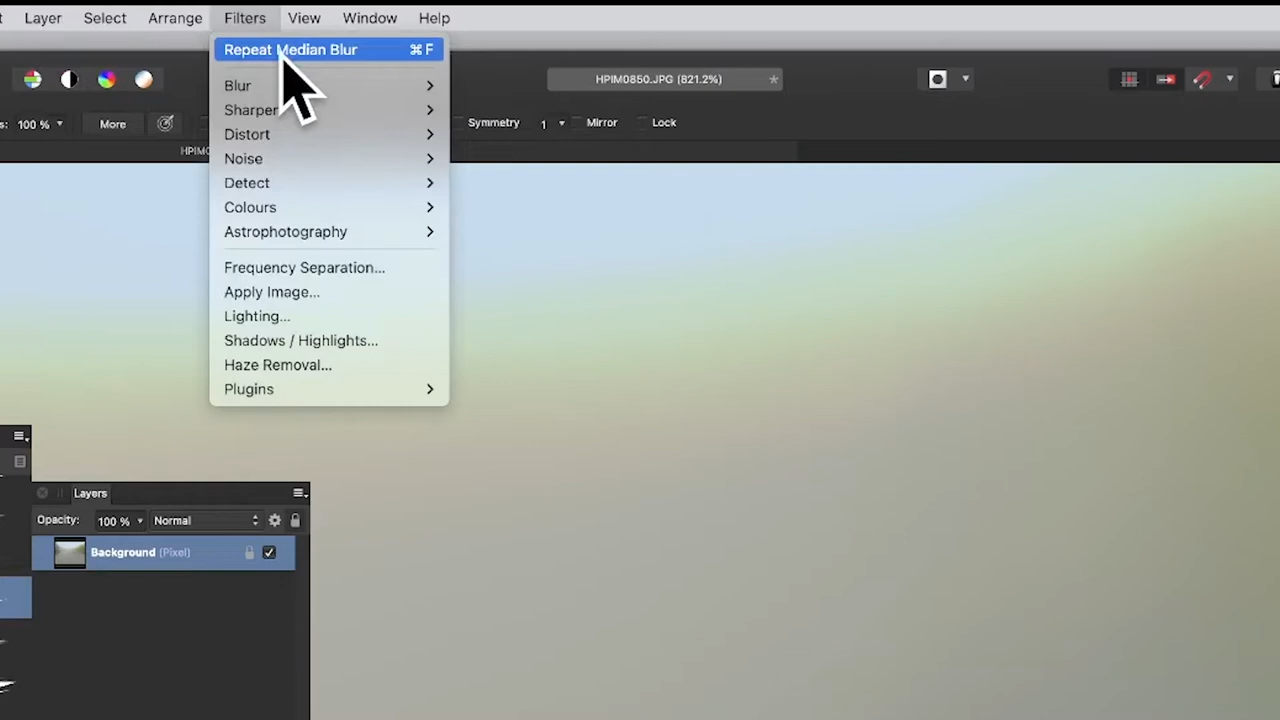 Layer Select Arrange Filters View Window Help
Repeat Median Blur ⌘F
HPIM0850.JPG (821.2%) *
Blur
Sharpen
100 % More Symmetry 1 Mirror Lock
Distort
HPIM0
Noise
Detect
Colours
Astrophotography
Frequency Separation...
Apply Image...
Lighting...
Shadows / Highlights...
Haze Removal...
Plugins
Layers
Opacity: 100 % Normal
Background (Pixel)